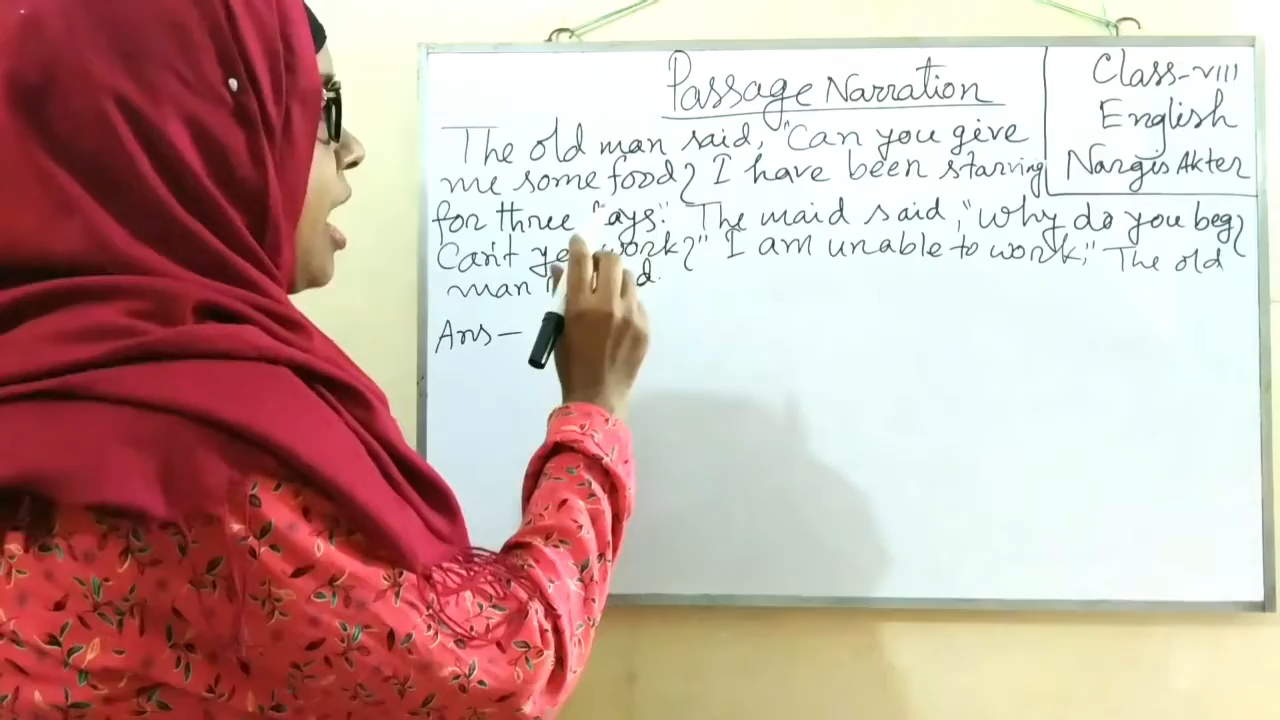 Passage Narration
Class-VIII
English
Nargis Akter
The old man said, "Can you give
me some food? I have been starving
for three "ays." The maid said, "Why do you beg?
Can't work?" I am unable to work," The old
man
Ans-